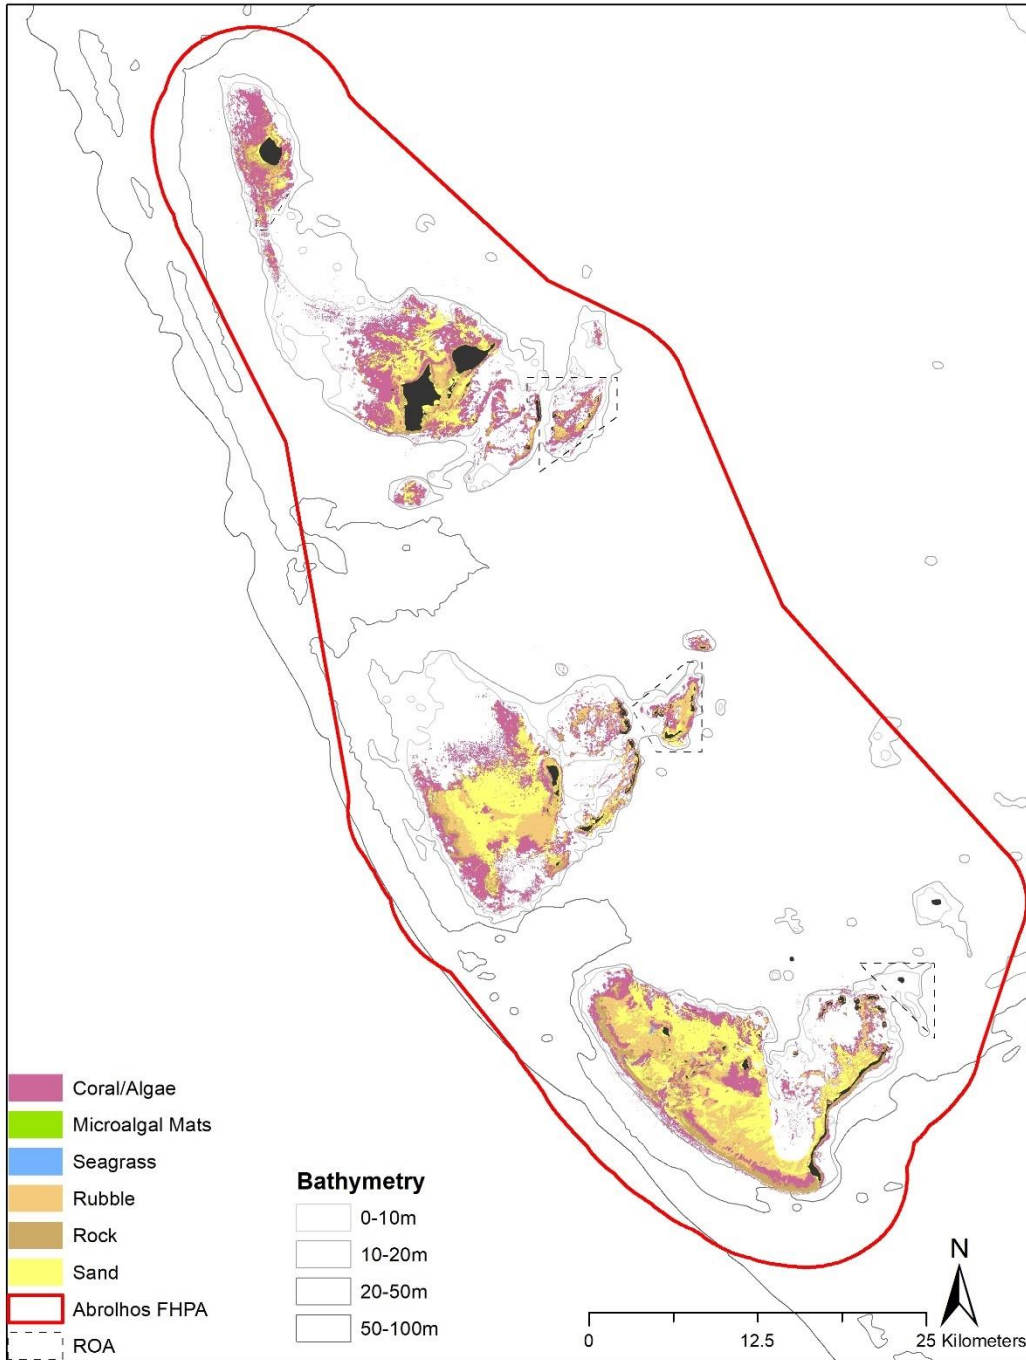 Coral/Algae
Microalgal Mats
Seagrass
Rubble
Rock
Sand
Abrolhos FHPA
ROA
Bathymetry
0-10m
10-20m
20-50m
50-100m
N
0 12.5 25 Kilometers